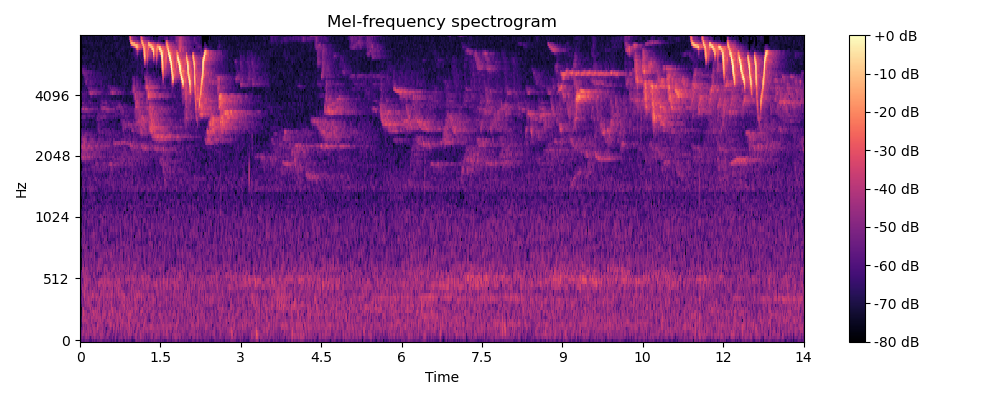 Mel-frequency spectrogram
Hz
4096
2048
1024
512
0
0 1.5 3 4.5 6 7.5 9 10 12 14
Time
+0 dB
-10 dB
-20 dB
-30 dB
-40 dB
-50 dB
-60 dB
-70 dB
-80 dB